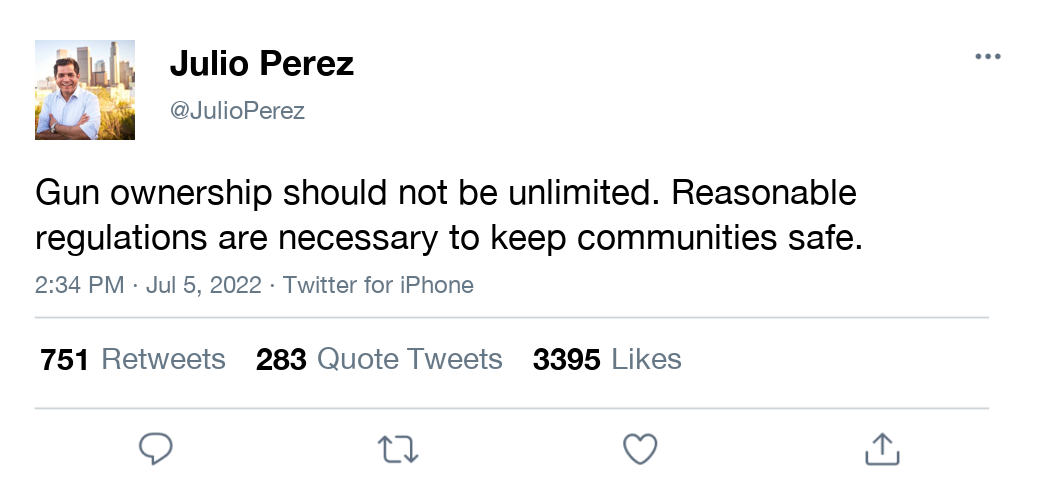 Julio Perez
@JulioPerez
Gun ownership should not be unlimited. Reasonable
regulations are necessary to keep communities safe.
2:34 PM · Jul 5, 2022 · Twitter for iPhone
751 Retweets 283 Quote Tweets 3395 Likes